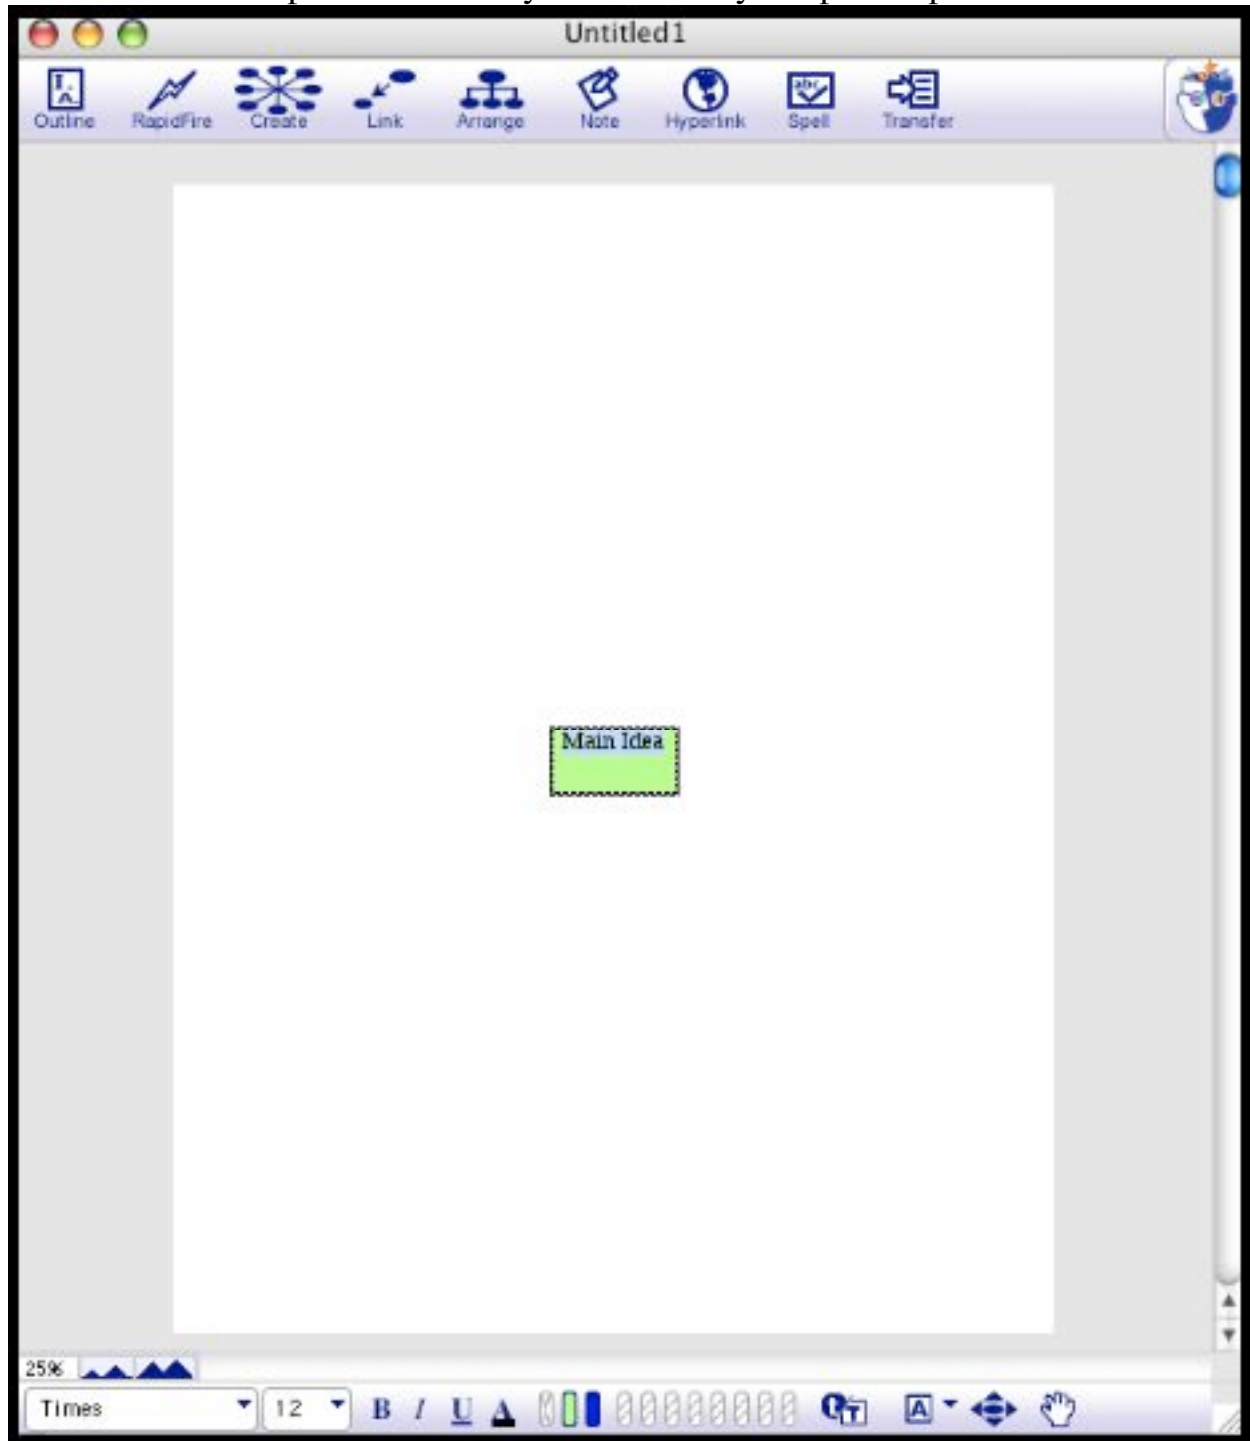 Untitled1
Outline RapidFire Create Link Arrange Note Hyperlink Spell Transfer
Main Idea
25%
Times 12 B I U A A